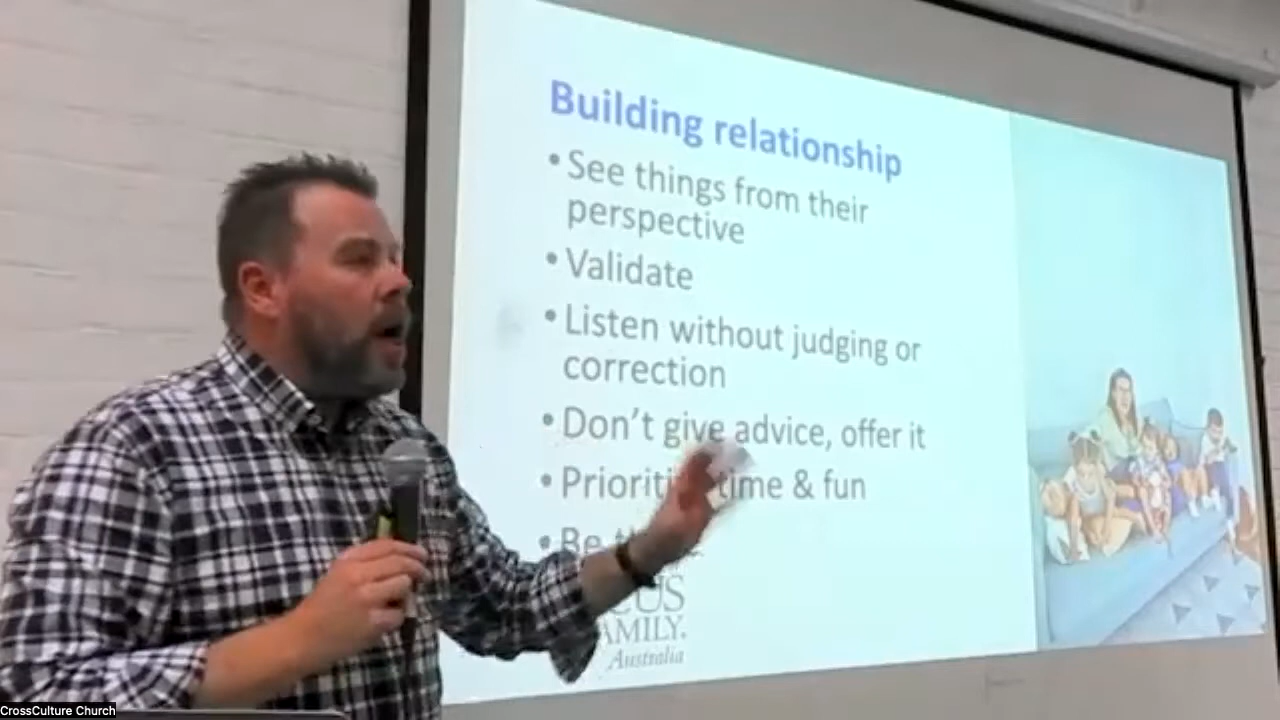 Building relationship
• See things from their
perspective
• Validate
• Listen without judging or
correction
• Don't give advice, offer it
• time & fun
• Be
Australia
CrossCulture Church